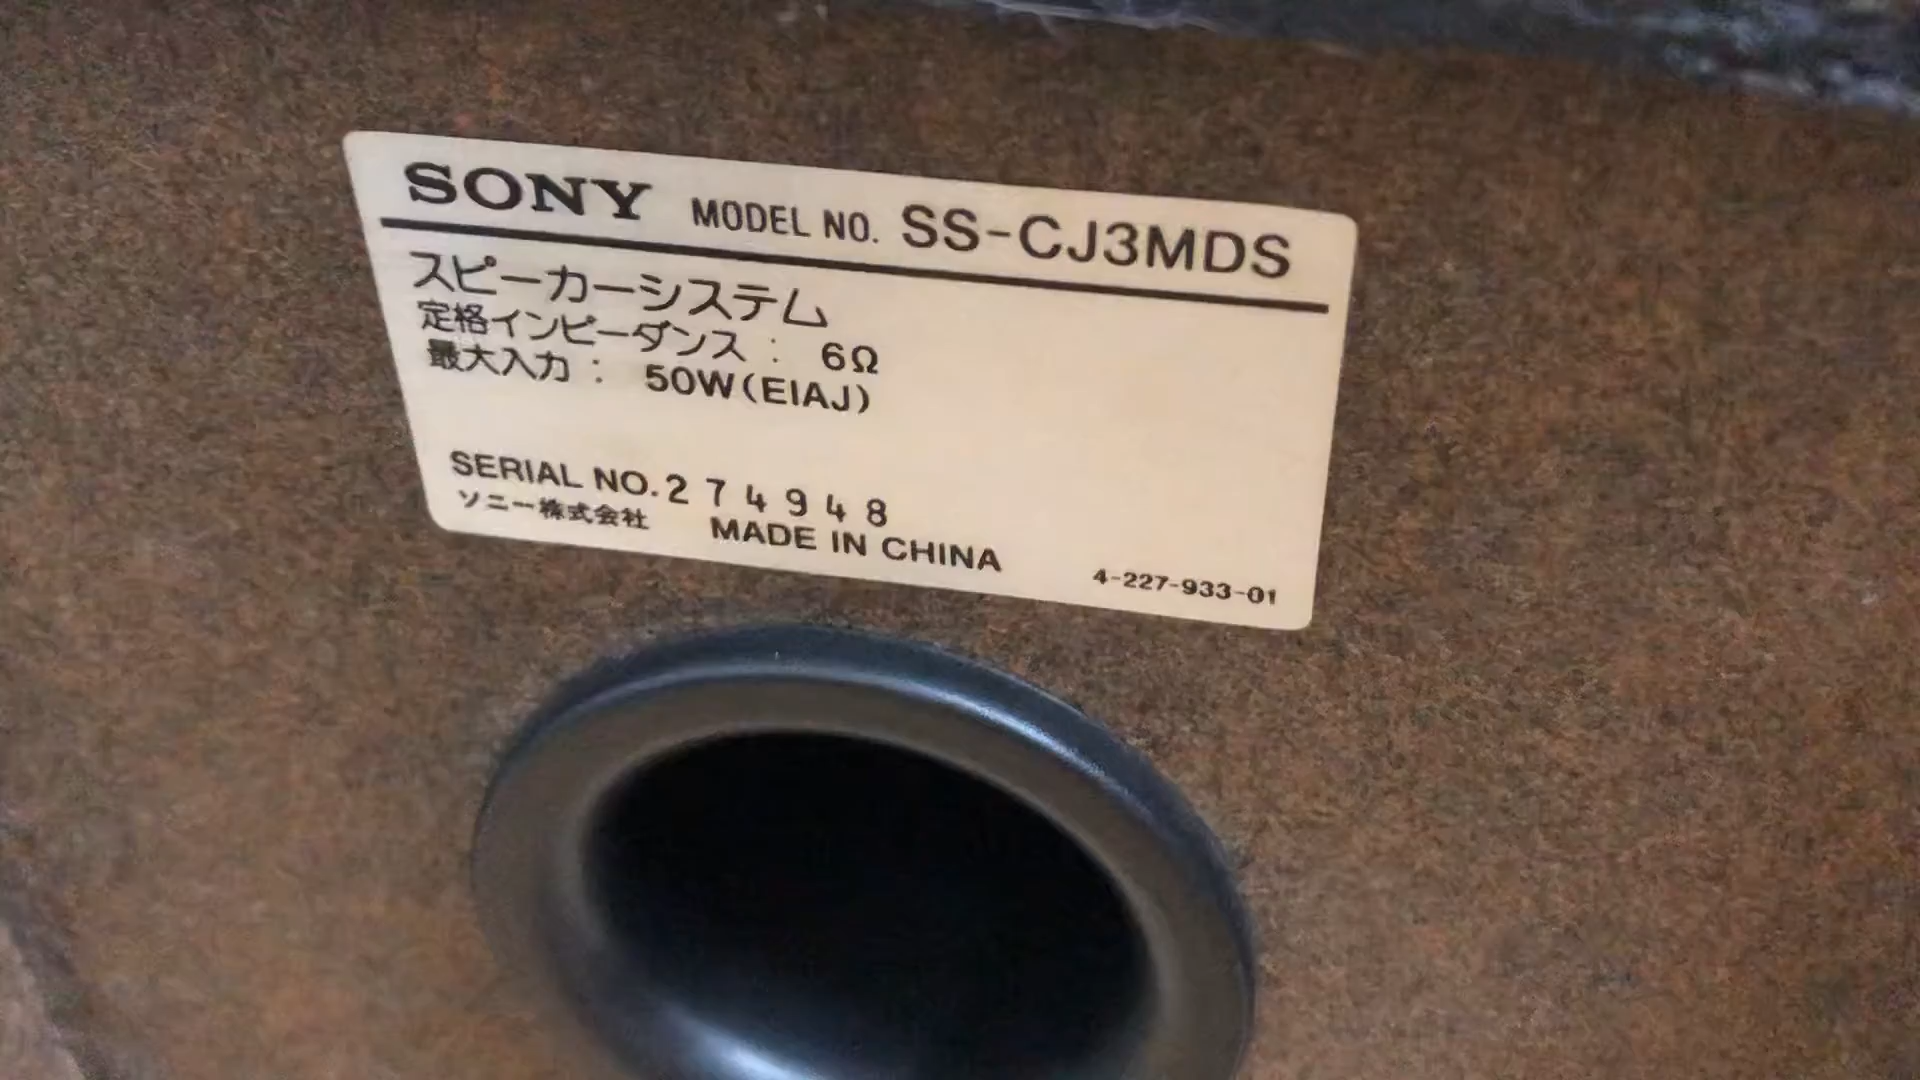 SONY MODEL NO. SS-CJ3MDS
スピーカーシステム
定格インピーダンス : 6Ω
最大入力 : 50W(EIAJ)
SERIAL NO. 274948
ソニー株式会社 MADE IN CHINA
4-227-933-01